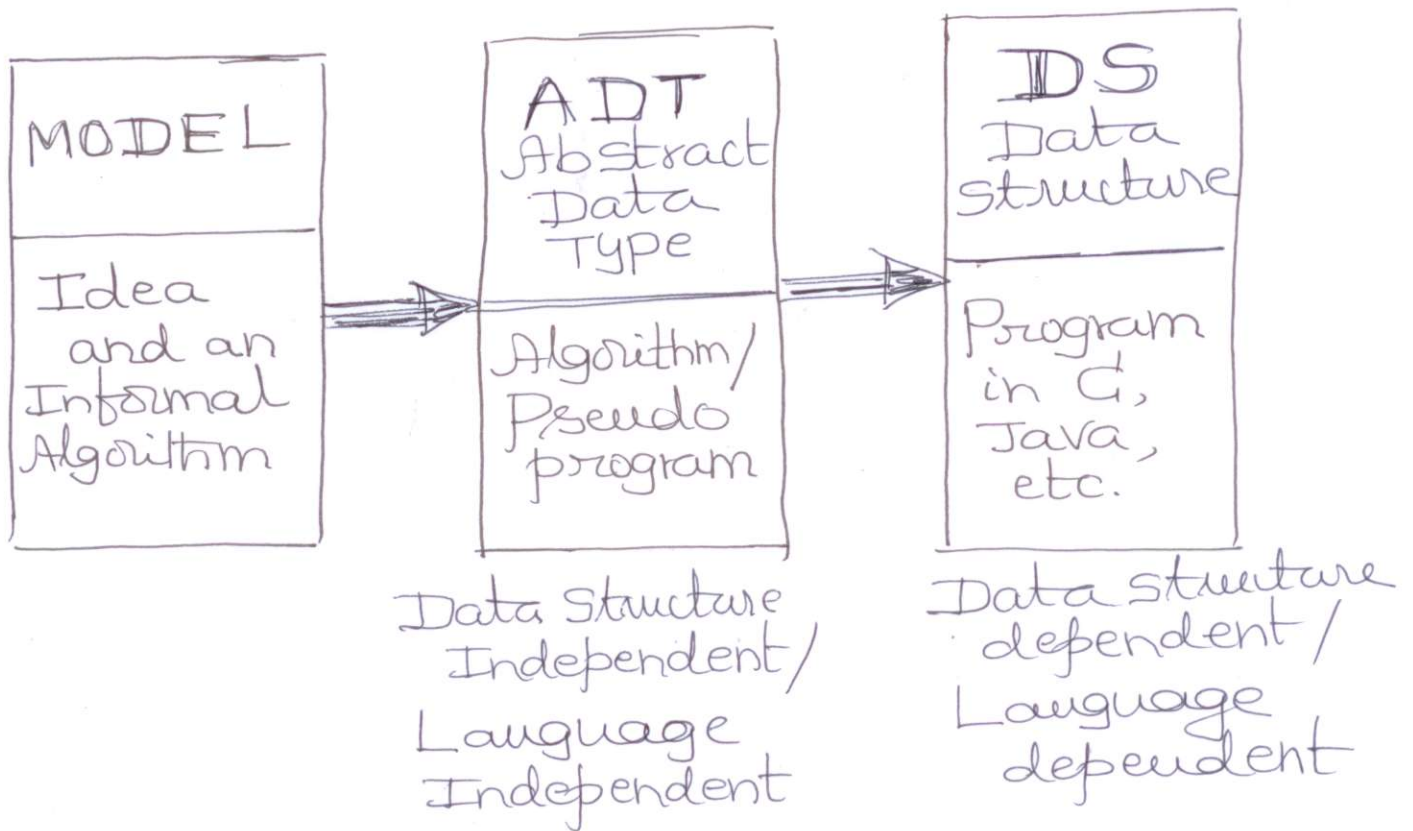 MODEL
Idea
and an
Informal
Algorithm
ADT
Abstract
Data
Type
Algorithm/
Pseudo
program
Data Structure
Independent/
Language
Independent
DS
Data
Structure
Program
in C,
Java,
etc.
Data Structure
dependent/
Language
dependent